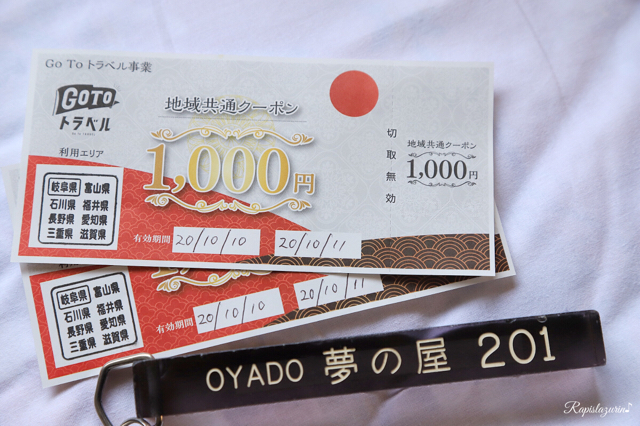 Go To トラベル事業
GOTO
トラベル
地域共通クーポン
利用エリア
1,000円
岐阜県 富山県
石川県 福井県
長野県 愛知県
三重県 滋賀県
有効期間 20/10/10 20/10/11
切取無効
地域共通クーポン
1,000円
岐阜県 富山県
石川県 福井県
長野県 愛知県
三重県 滋賀県
有効期間 20/10/10
OYADO 夢の屋 201
Rapislazurin